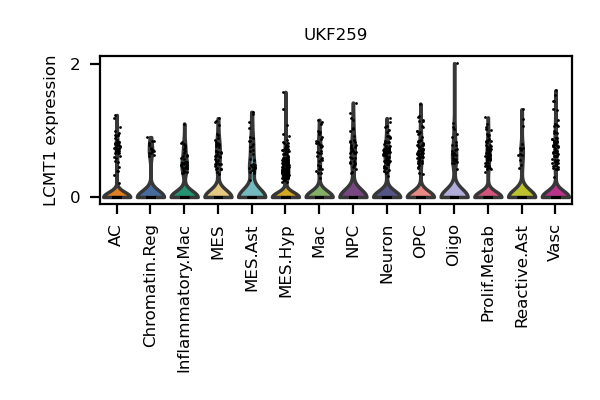 UKF259
LCMT1 expression
2
0
AC
Chromatin.Reg
Inflammatory.Mac
MES
MES.Ast
MES.Hyp
Mac
NPC
Neuron
OPC
Oligo
Prolif.Metab
Reactive.Ast
Vasc